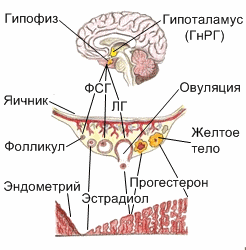 Гипофиз
Гипоталамус
(ГнРГ)
ФСГ
ЛГ
Овуляция
Яичник
Фолликул
Желтое
тело
Эндометрий
Прогестерон
Эстрадиол